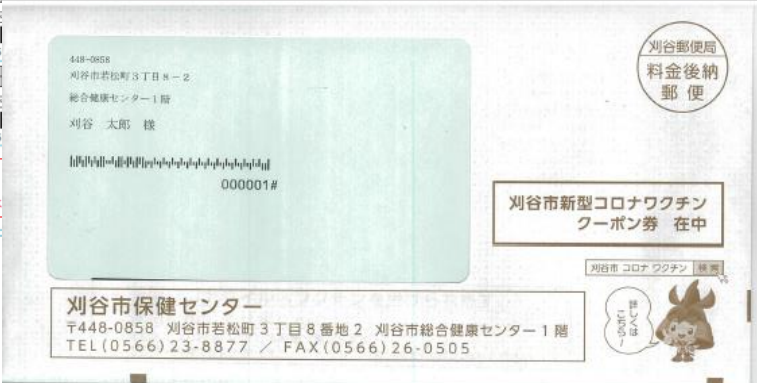 448-0858
刈谷市若松町3丁目8-2
総合健康センター1階
刈谷 太郎 様
000001#
刈谷郵便局
料金後納
郵便
刈谷市新型コロナワクチン
クーポン券 在中
刈谷市 コロナ ワクチン 検索
詳しくは
こちらっ!
刈谷市保健センター
〒448-0858 刈谷市若松町3丁目8番地2 刈谷市総合健康センター1階
TEL(0566)23-8877 / FAX(0566)26-0505